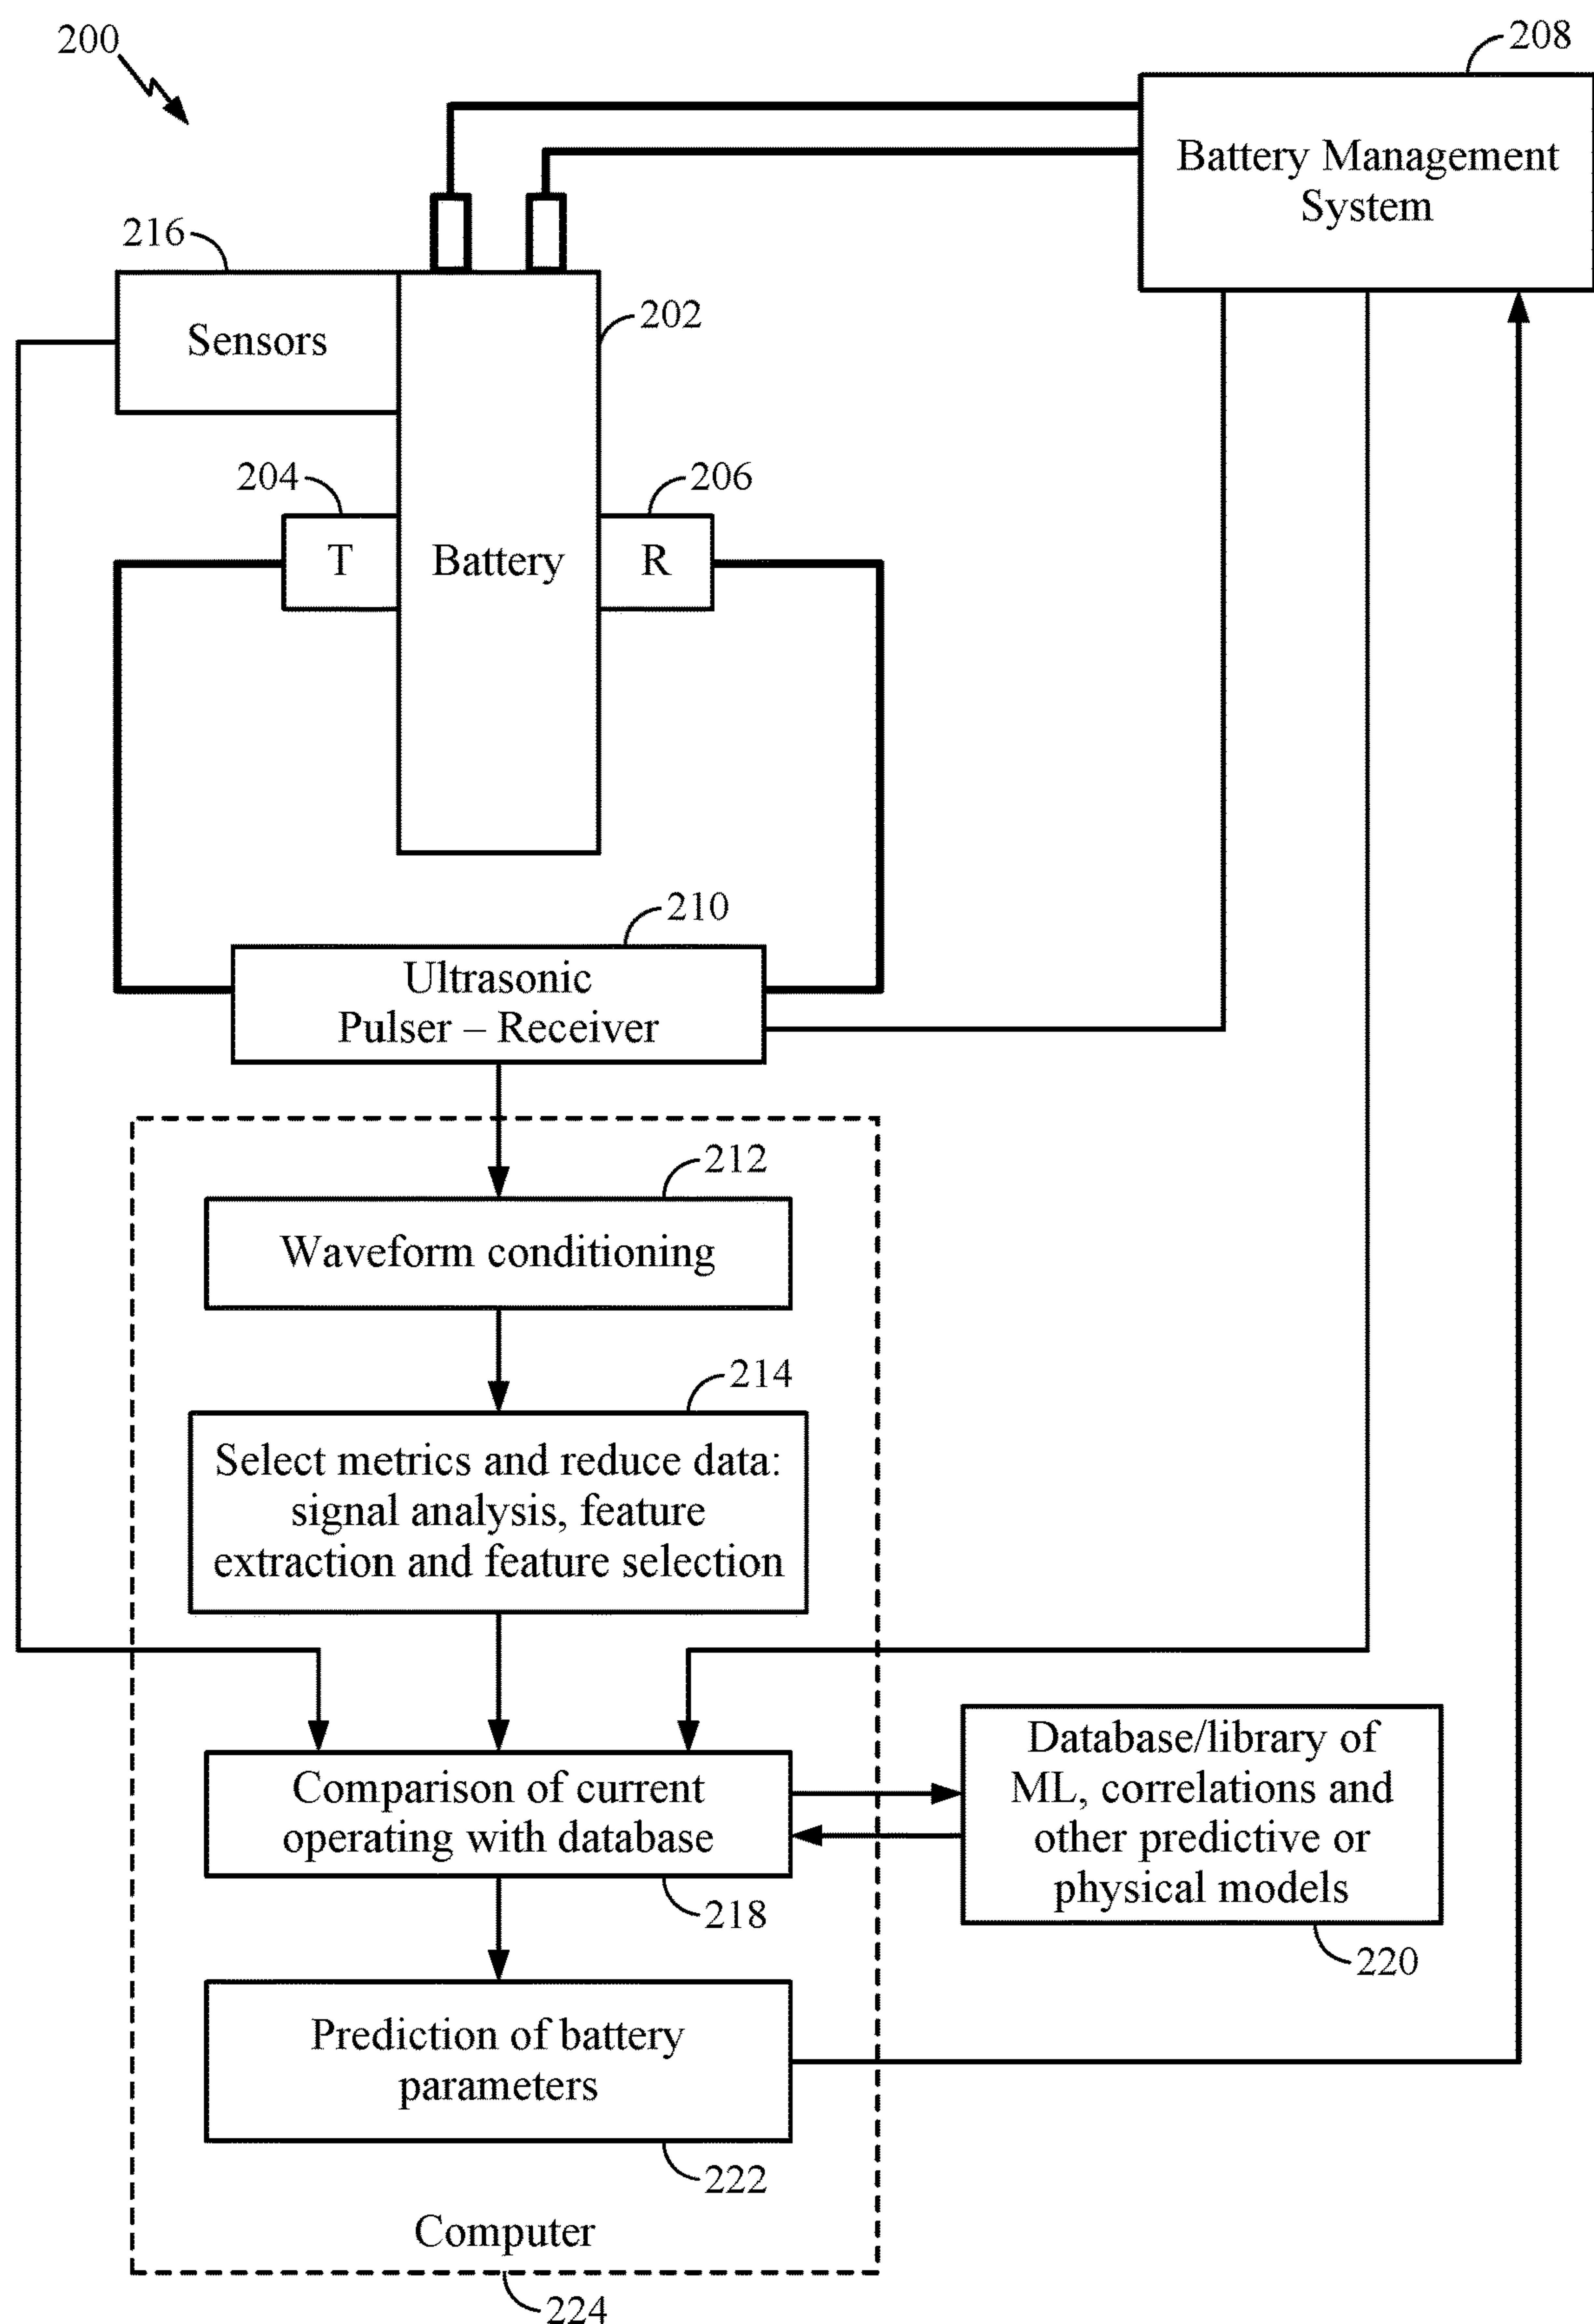 200
208
Battery Management
System
216
Sensors
202
204
206
T
Battery
R
210
Ultrasonic
Pulser – Receiver
212
Waveform conditioning
214
Select metrics and reduce data:
signal analysis, feature
extraction and feature selection
Comparison of current
operating with database
218
Database/library of
ML, correlations and
other predictive or
physical models
220
Prediction of battery
parameters
222
Computer
224